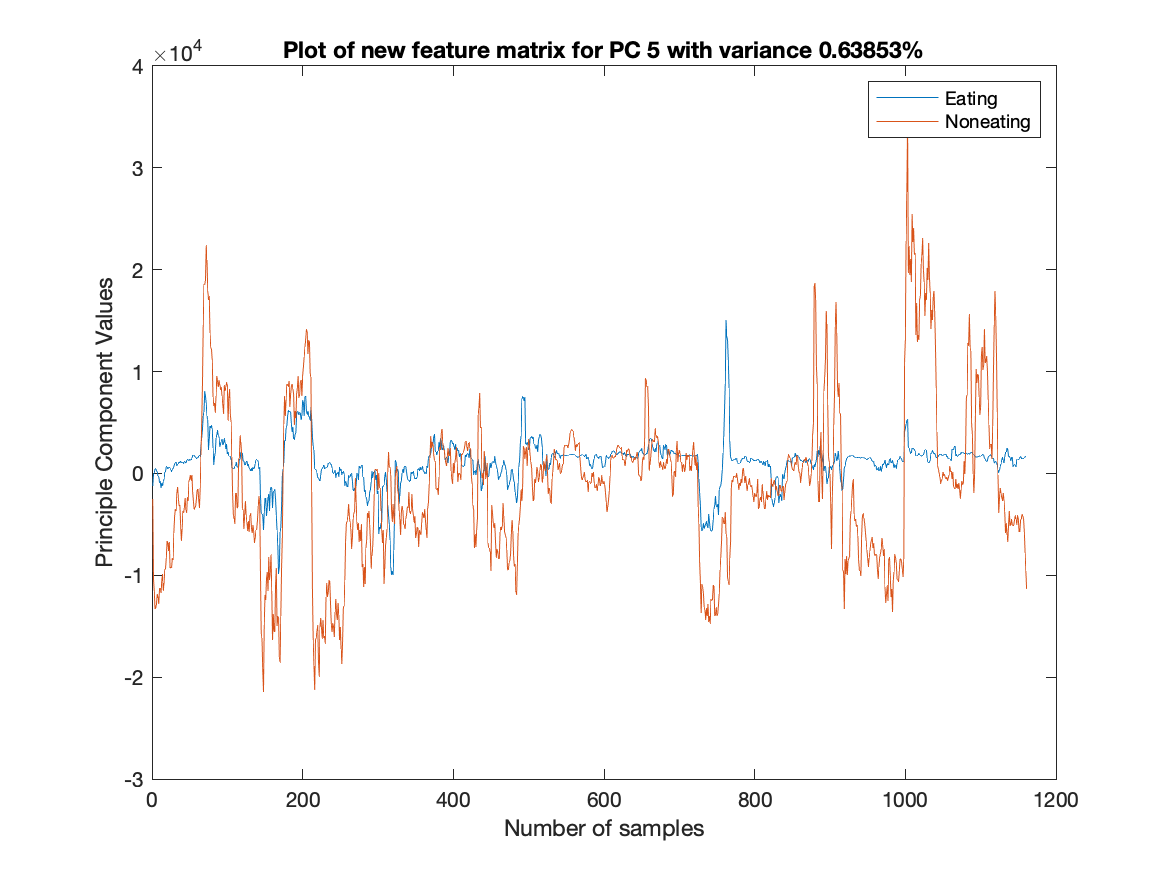 Plot of new feature matrix for PC 5 with variance 0.63853%
×10⁴
4
3
2
1
0
-1
-2
-3
Principle Component Values
Eating
Noneating
0 200 400 600 800 1000 1200
Number of samples